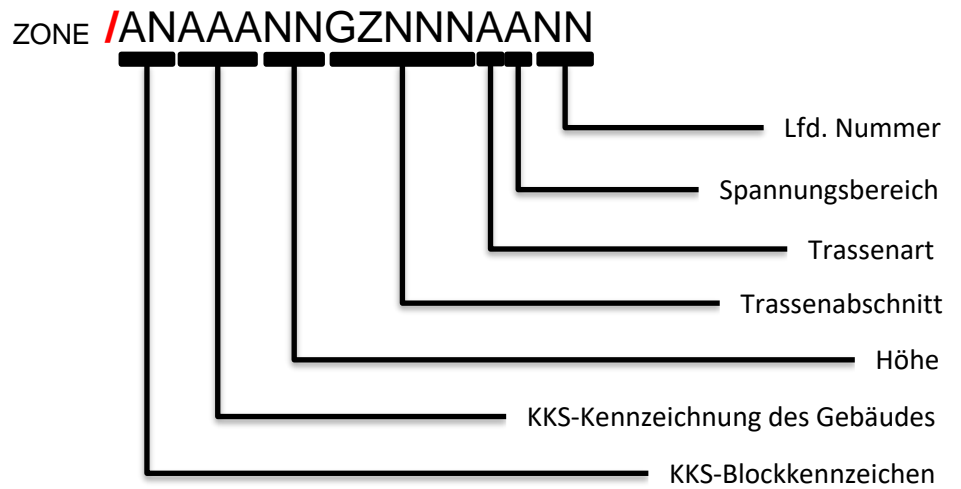 ZONE /ANAAANNGZNNNAANN
Lfd. Nummer
Spannungsbereich
Trassenart
Trassenabschnitt
Höhe
KKS-Kennzeichnung des Gebäudes
KKS-Blockkennzeichen